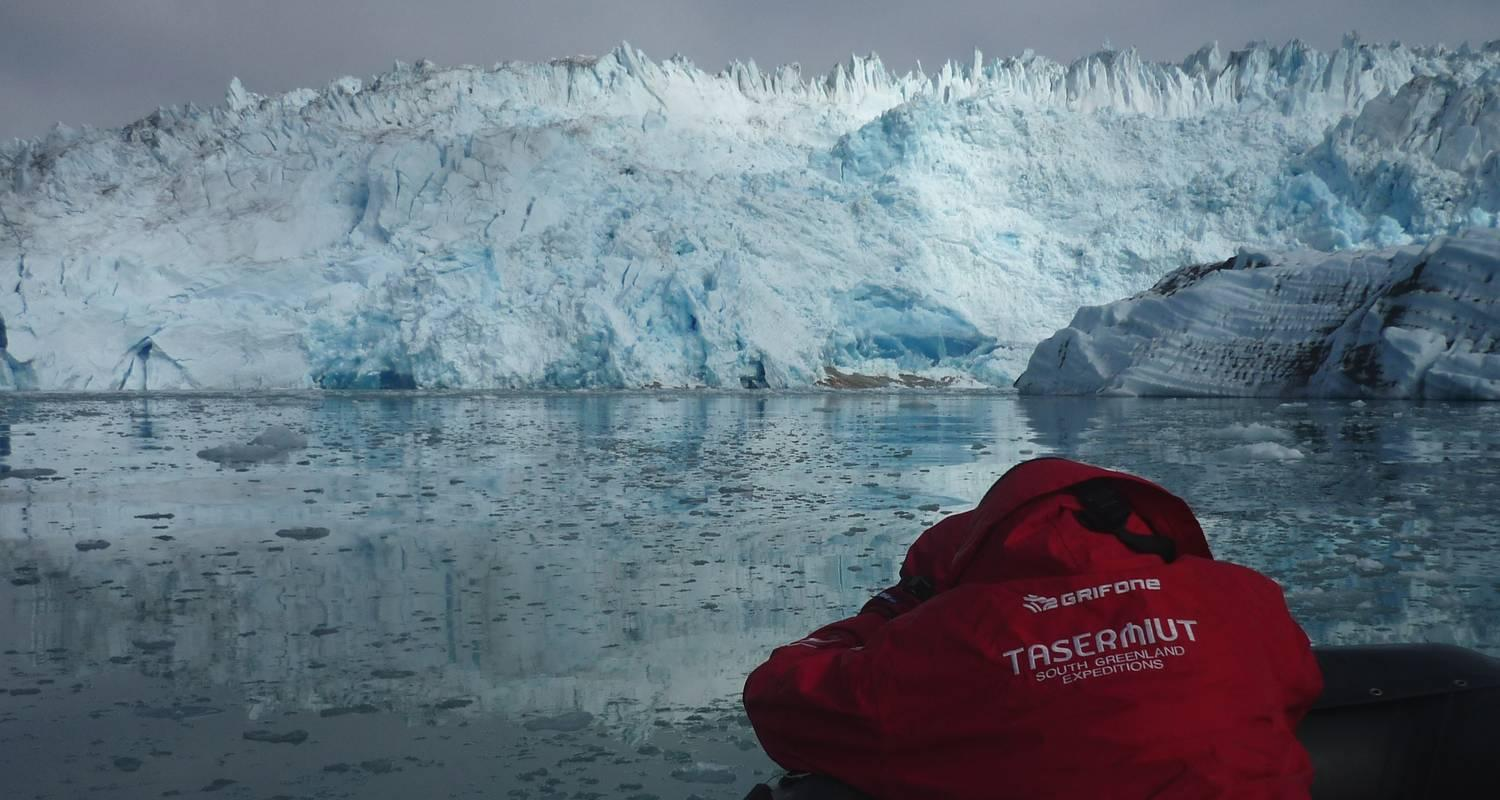 GRIFONE
TASERMIUT
SOUTH GREENLAND
EXPEDITIONS